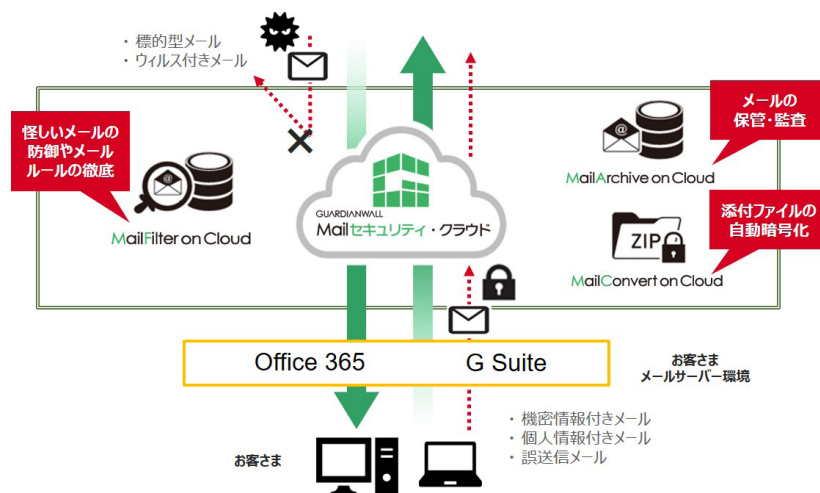 ・標的型メール
・ウィルス付きメール
怪しいメールの
防御やメール
ルールの徹底
MailFilter on Cloud
GUARDIANWALL
Mailセキュリティ・クラウド
メールの
保管・監査
@
MailArchive on Cloud
添付ファイルの
自動暗号化
ZIP
MailConvert on Cloud
Office 365
G Suite
お客さま
メールサーバー環境
・機密情報付きメール
・個人情報付きメール
・誤送信メール
お客さま